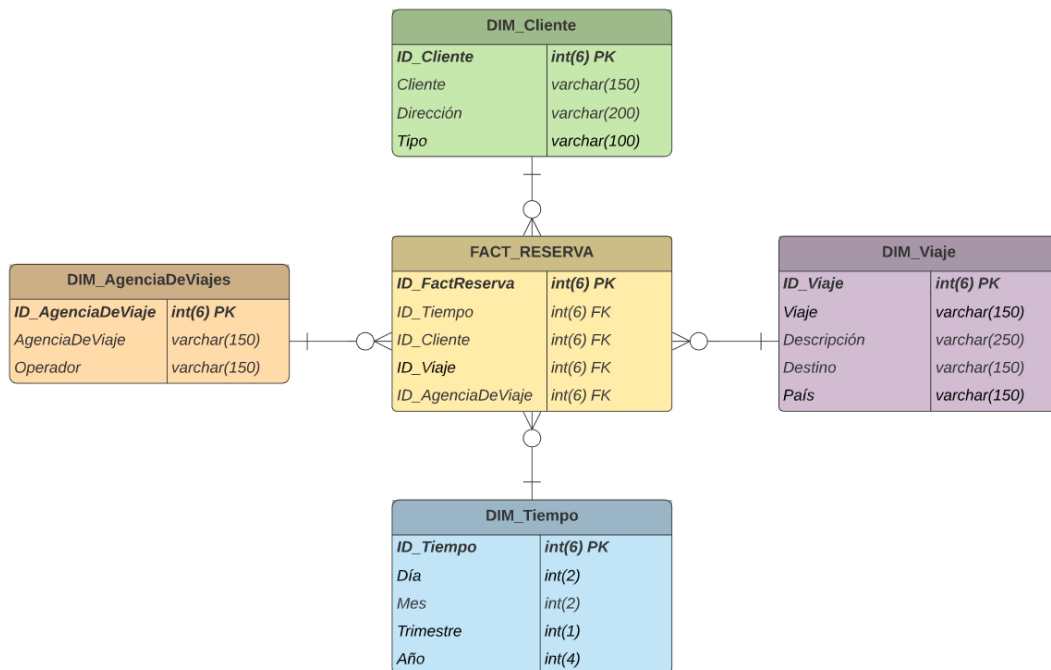 DIM_Cliente
ID_Cliente int(6) PK
Cliente varchar(150)
Dirección varchar(200)
Tipo varchar(100)
DIM_AgenciaDeViajes
ID_AgenciaDeViaje int(6) PK
AgenciaDeViaje varchar(150)
Operador varchar(150)
FACT_RESERVA
ID_FactReserva int(6) PK
ID_Tiempo int(6) FK
ID_Cliente int(6) FK
ID_Viaje int(6) FK
ID_AgenciaDeViaje int(6) FK
DIM_Viaje
ID_Viaje int(6) PK
Viaje varchar(150)
Descripción varchar(250)
Destino varchar(150)
País varchar(150)
DIM_Tiempo
ID_Tiempo int(6) PK
Día int(2)
Mes int(2)
Trimestre int(1)
Año int(4)